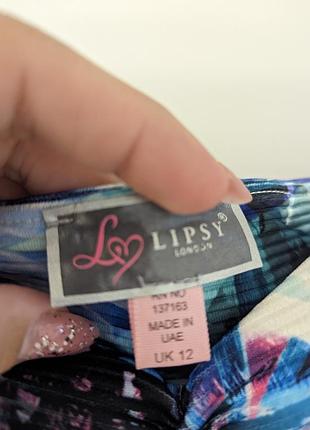 L LIPSY®
LONDON
RN NO
137163
MADE IN
UAE
UK 12